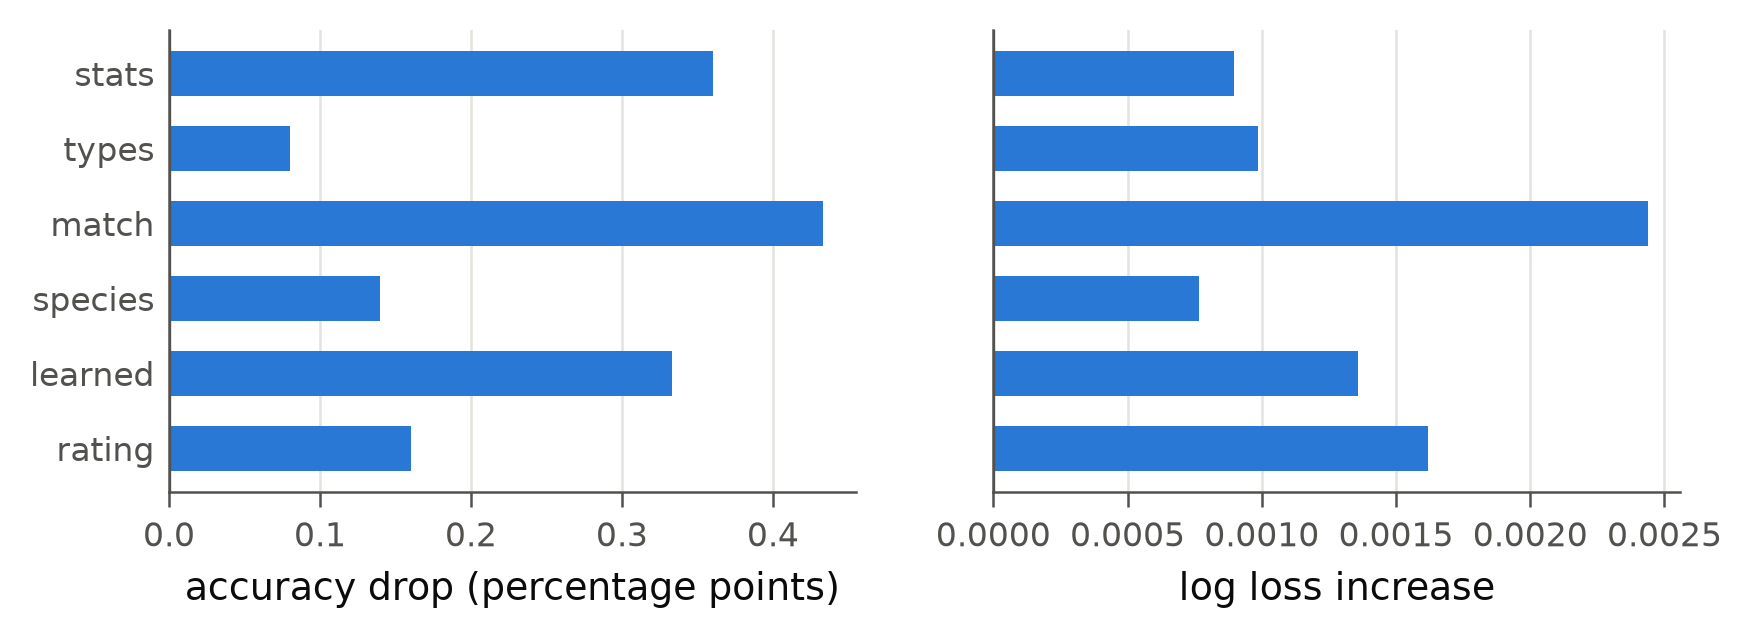 stats
types
match
species
learned
rating
0.0 0.1 0.2 0.3 0.4
accuracy drop (percentage points)
0.0000 0.0005 0.0010 0.0015 0.0020 0.0025
log loss increase